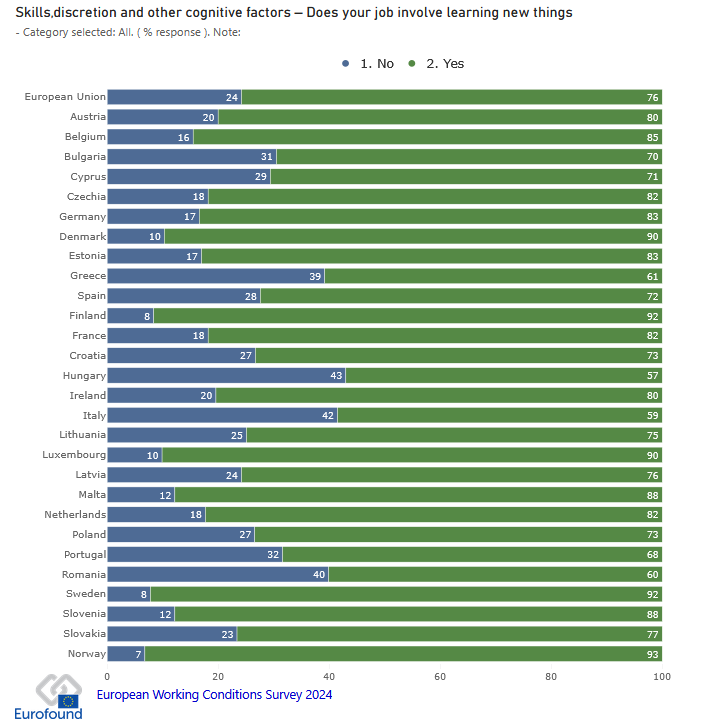 Skills,discretion and other cognitive factors – Does your job involve learning new things
- Category selected: All. ( % response ). Note:
1. No 2. Yes
European Union 24 76
Austria 20 80
Belgium 16 85
Bulgaria 31 70
Cyprus 29 71
Czechia 18 82
Germany 17 83
Denmark 10 90
Estonia 17 83
Greece 39 61
Spain 28 72
Finland 8 92
France 18 82
Croatia 27 73
Hungary 43 57
Ireland 20 80
Italy 42 59
Lithuania 25 75
Luxembourg 10 90
Latvia 24 76
Malta 12 88
Netherlands 18 82
Poland 27 73
Portugal 32 68
Romania 40 60
Sweden 8 92
Slovenia 12 88
Slovakia 23 77
Norway 7 93
0 20 40 60 80 100
European Working Conditions Survey 2024
Eurofound